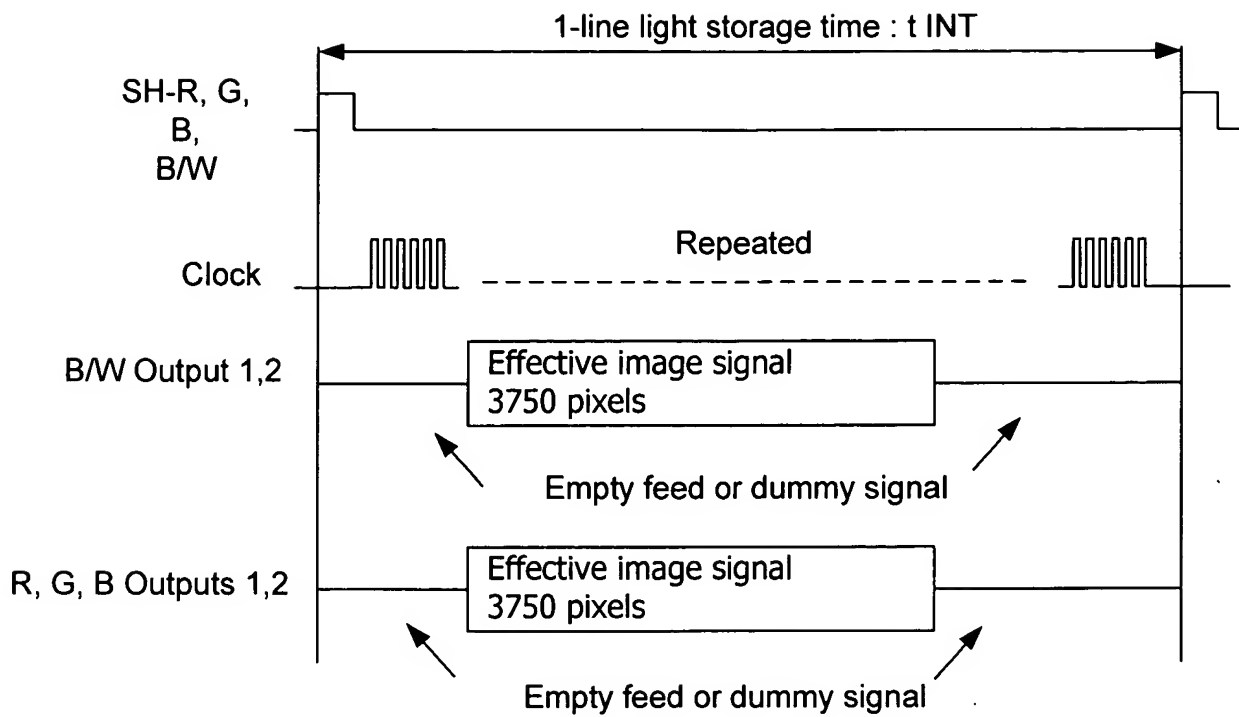 1-line light storage time : t INT
SH-R, G,
B,
B/W
Clock
Repeated
B/W Output 1,2
Effective image signal
3750 pixels
Empty feed or dummy signal
R, G, B Outputs 1,2
Effective image signal
3750 pixels
Empty feed or dummy signal